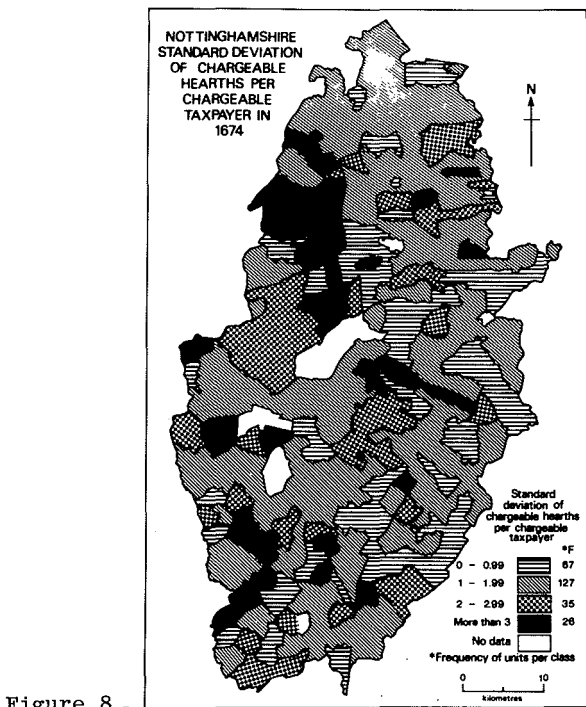 NOTTINGHAMSHIRE
STANDARD DEVIATION
OF CHARGEABLE
HEARTHS PER
CHARGEABLE
TAXPAYER IN
1674
N
Standard
deviation of
chargeable hearths
per chargeable
taxpayer
*F
0 - 0.99 67
1 - 1.99 127
2 - 2.99 35
More than 3 26
No data
*Frequency of units per class
0 10
kilometres
Figure 8